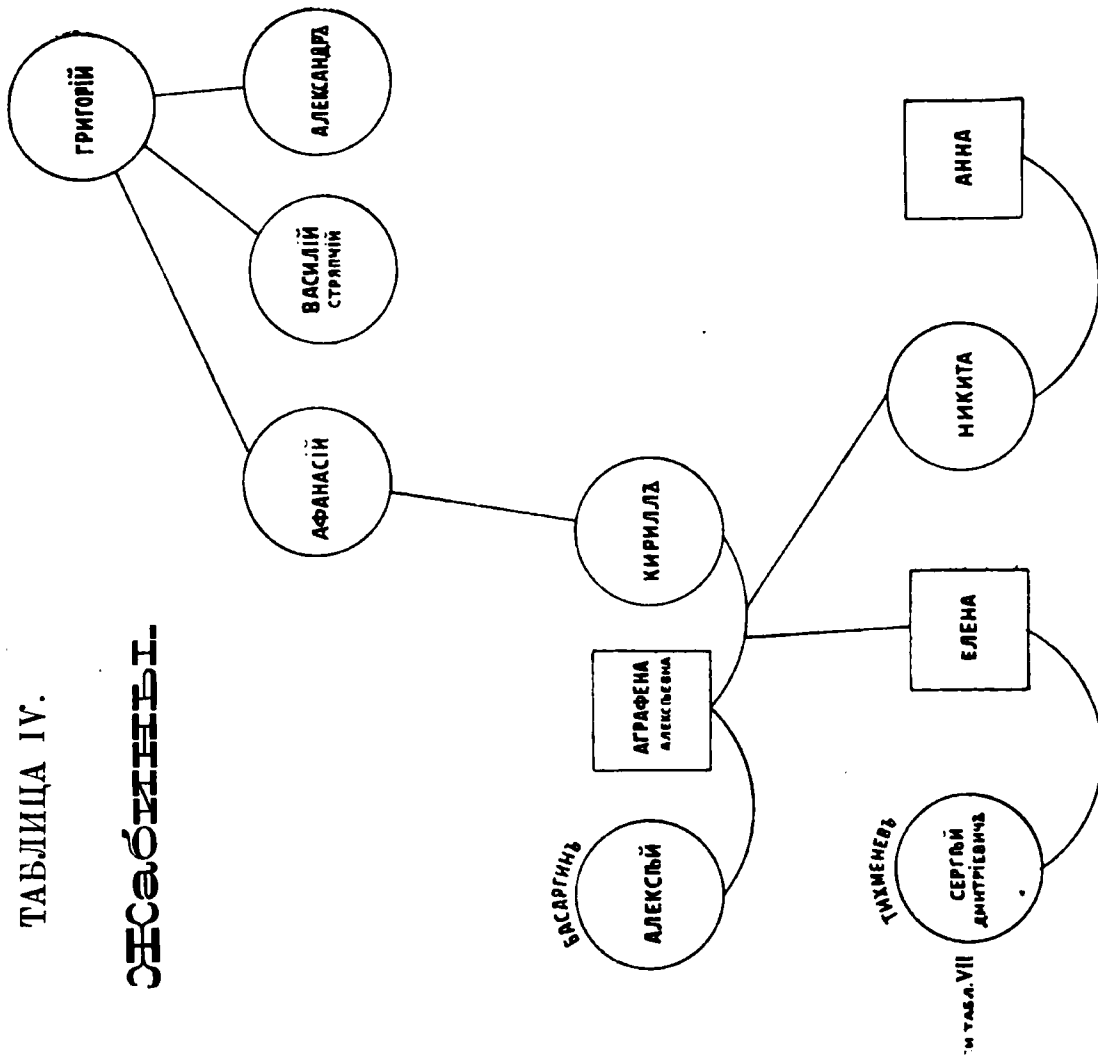 ТАБЛИЦА IV.
Жабины.
ГРИГОРІЙ
АФАНАСІЙ
ВАСИЛІЙ
СТРЯПЧІЙ
АЛЕКСАНДРЪ
БАСАРГИНЪ
АЛЕКСѢЙ
АГРАФЕНА
АЛЕКСѢЕВНА
КИРИЛЛЪ
ТИХМЕНЕВЪ
СЕРГѢЙ
ДМИТРІЕВИЧЪ
ЕЛЕНА
НИКИТА
АННА
ТАБЛ. VII